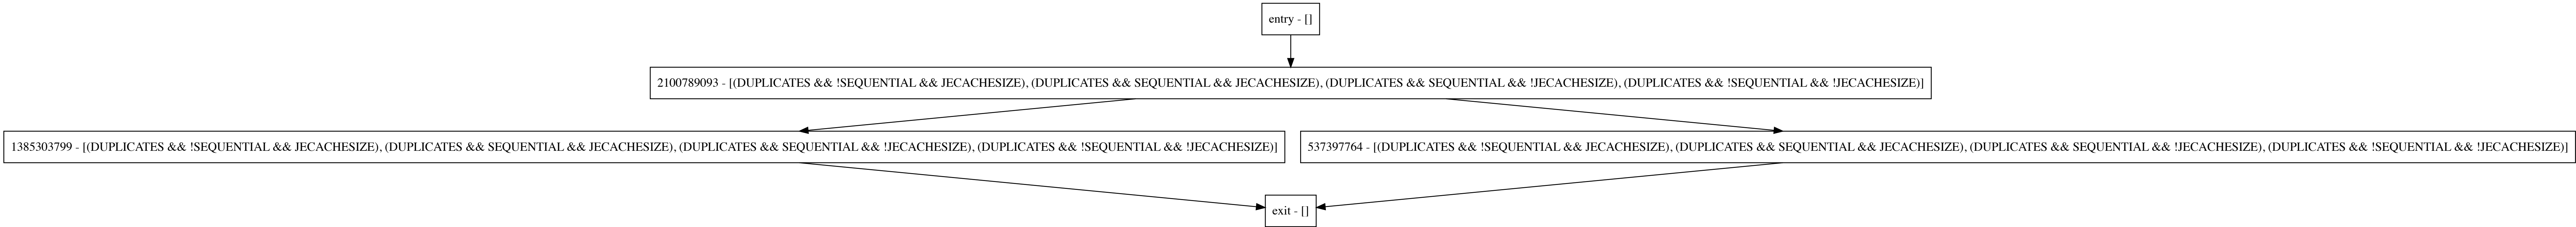 entry - []
2100789093 - [(DUPLICATES && !SEQUENTIAL && JECACHESIZE), (DUPLICATES && SEQUENTIAL && JECACHESIZE), (DUPLICATES && SEQUENTIAL && !JECACHESIZE), (DUPLICATES && !SEQUENTIAL && !JECACHESIZE)]
1385303799 - [(DUPLICATES && !SEQUENTIAL && JECACHESIZE), (DUPLICATES && SEQUENTIAL && JECACHESIZE), (DUPLICATES && SEQUENTIAL && !JECACHESIZE), (DUPLICATES && !SEQUENTIAL && !JECACHESIZE)]
537397764 - [(DUPLICATES && !SEQUENTIAL && JECACHESIZE), (DUPLICATES && SEQUENTIAL && JECACHESIZE), (DUPLICATES && SEQUENTIAL && !JECACHESIZE), (DUPLICATES && !SEQUENTIAL && !JECACHESIZE)]
exit - []